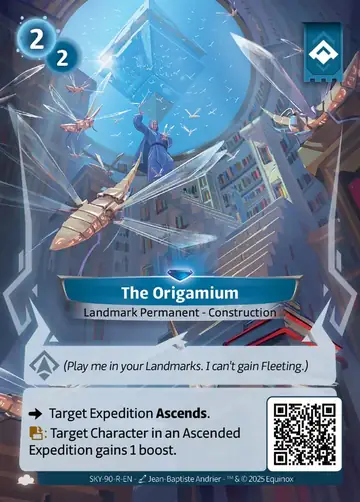 2
2
The Origamium
Landmark Permanent - Construction
(Play me in your Landmarks. I can't gain Fleeting.)
Target Expedition Ascends.
: Target Character in an Ascended
Expedition gains 1 boost.
SKY-90-R-EN - Jean-Baptiste Andrier - ™ & © 2025 Equinox